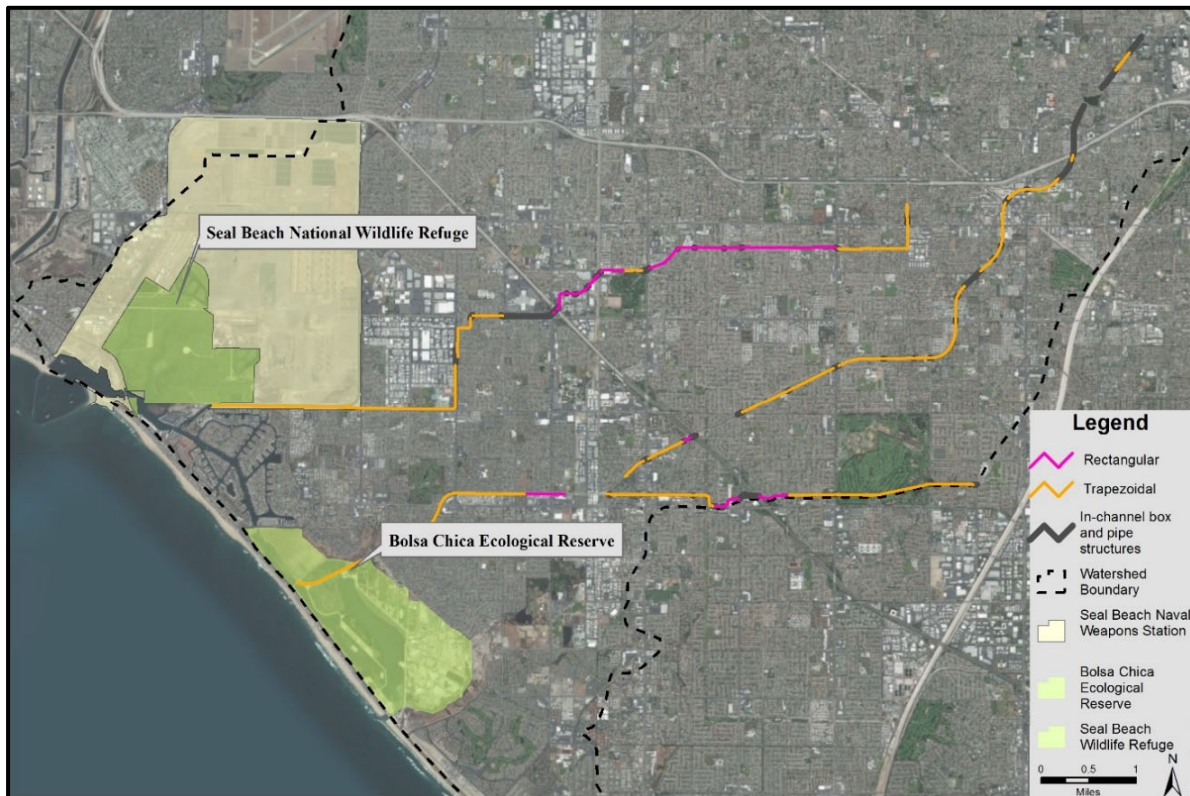 Seal Beach National Wildlife Refuge
Bolsa Chica Ecological Reserve
Legend
Rectangular
Trapezoidal
In-channel box
and pipe
structures
Watershed
Boundary
Seal Beach Naval
Weapons Station
Bolsa Chica
Ecological
Reserve
Seal Beach
Wildlife Refuge
N
0 0.5 1
Miles